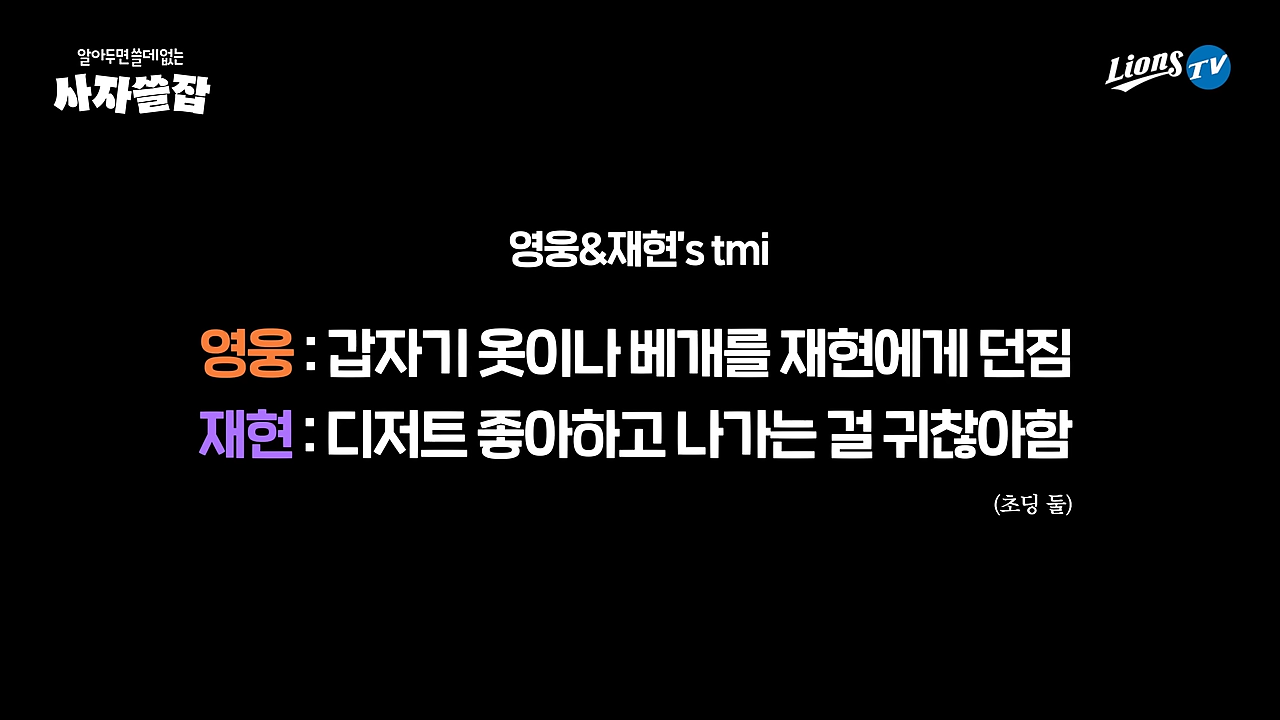 알아두면쓸데없는
사자쓸잡
Lions TV
영웅&재현's tmi
영웅 : 갑자기 옷이나 베개를 재현에게 던짐
재현 : 디저트 좋아하고 나가는 걸 귀찮아함
(초딩 둘)